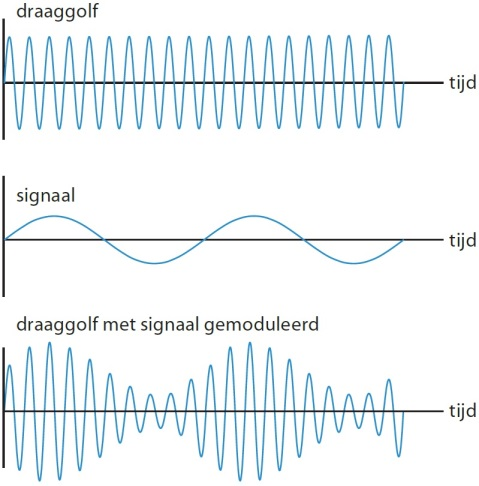 draaggolf
tijd
signaal
tijd
draaggolf met signaal gemoduleerd
tijd